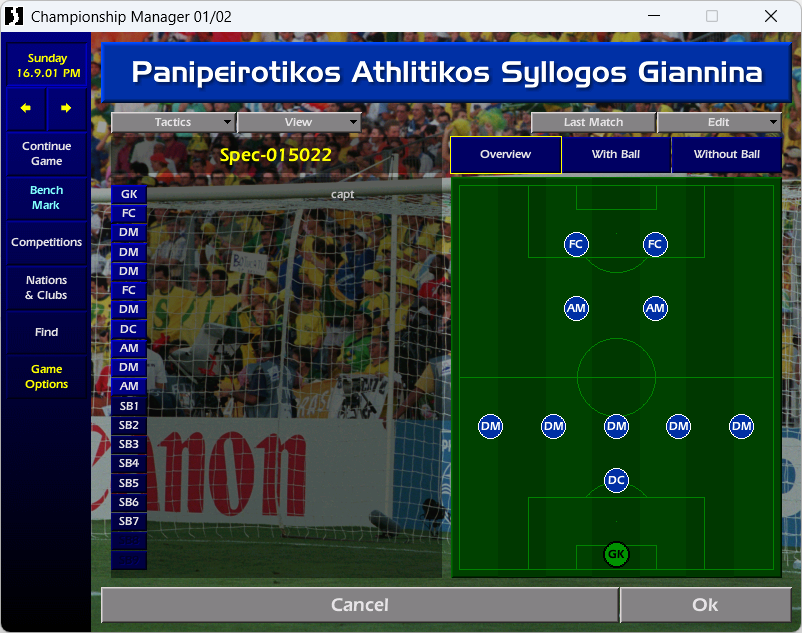 Championship Manager 01/02
Sunday
16.9.01 PM
Continue
Game
Bench
Mark
Competitions
Nations
& Clubs
Find
Game
Options
Panipeirotikos Athlitikos Syllogos Giannina
Tactics
View
Last Match
Edit
Spec-015022
Overview
With Ball
Without Ball
GK
capt
FC
DM
DM
DM
FC
DM
DC
AM
DM
AM
SB1
SB2
SB3
SB4
SB5
SB6
SB7
FC FC
AM AM
DM DM DM DM DM
DC
GK
anon
Cancel
Ok